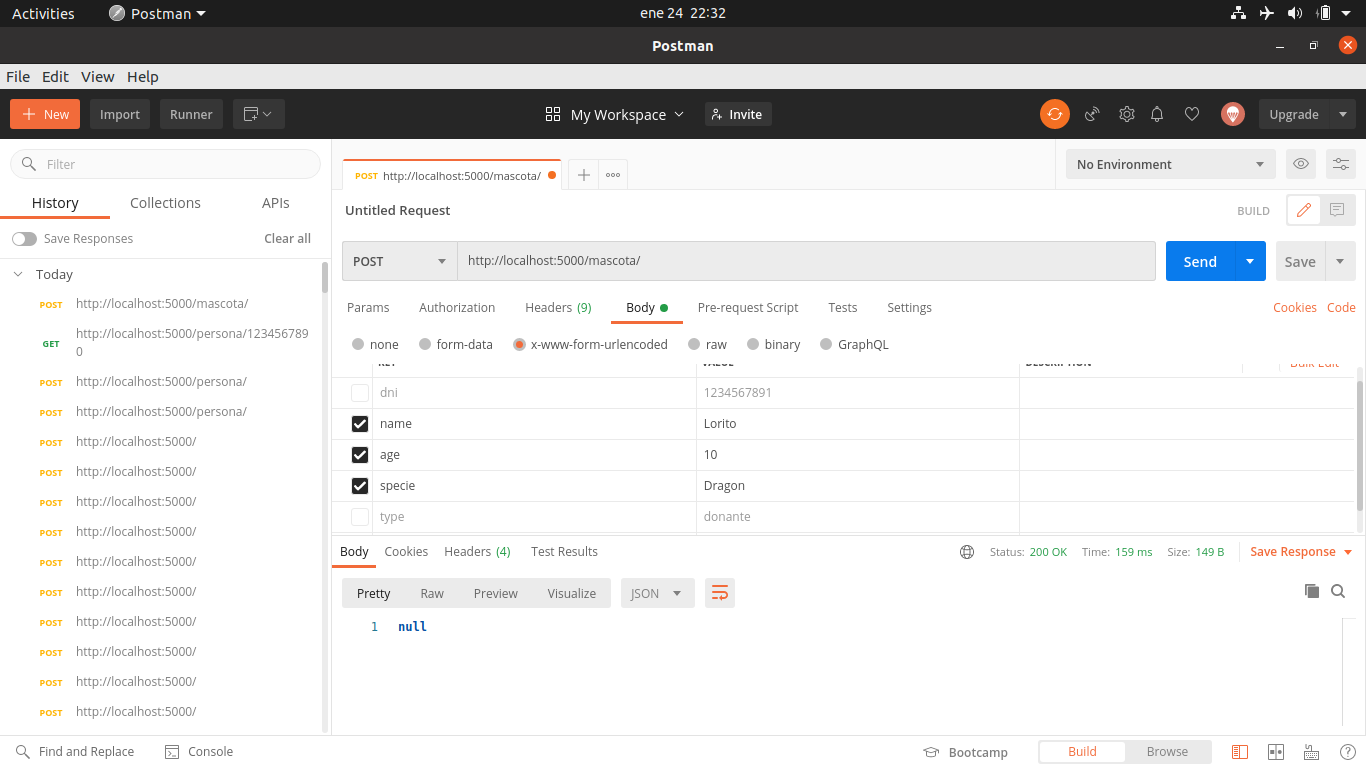 Activities Postman ene 24 22:32
Postman
File Edit View Help
New Import Runner My Workspace Invite Upgrade
Filter
History Collections APIs
Save Responses Clear all
Today
POST http://localhost:5000/mascota/
GET http://localhost:5000/persona/123456789
0
POST http://localhost:5000/persona/
POST http://localhost:5000/persona/
POST http://localhost:5000/
POST http://localhost:5000/
POST http://localhost:5000/
POST http://localhost:5000/
POST http://localhost:5000/
POST http://localhost:5000/
POST http://localhost:5000/
POST http://localhost:5000/
POST http://localhost:5000/
POST http://localhost:5000/
POST http://localhost:5000/mascota/ No Environment
Untitled Request BUILD
POST http://localhost:5000/mascota/ Send Save
Params Authorization Headers (9) Body Pre-request Script Tests Settings Cookies Code
none form-data x-www-form-urlencoded raw binary GraphQL
KEY VALUE DESCRIPTION Bulk Edit
dni 1234567891
name Lorito
age 10
specie Dragon
type donante
Body Cookies Headers (4) Test Results Status: 200 OK Time: 159 ms Size: 149 B Save Response
Pretty Raw Preview Visualize JSON
1 null
Find and Replace Console Bootcamp Build Browse